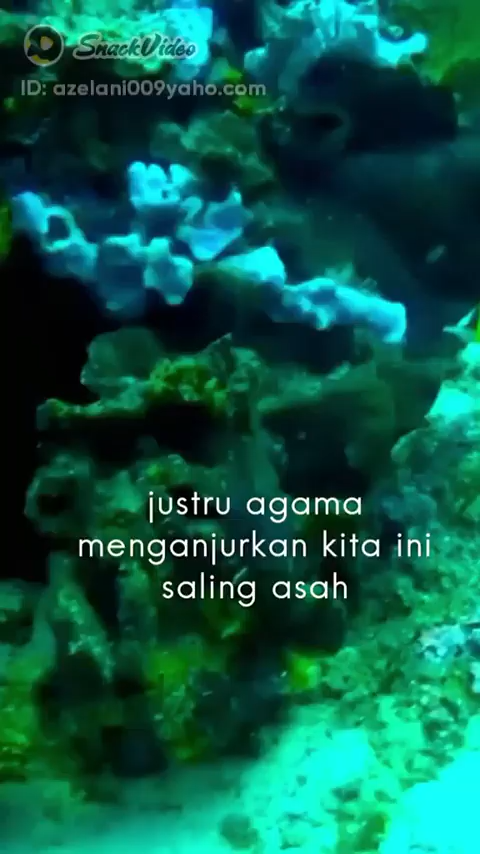 SnackVideo
ID: azelani009yaho.com
justru agama
menganjurkan kita ini
saling asah